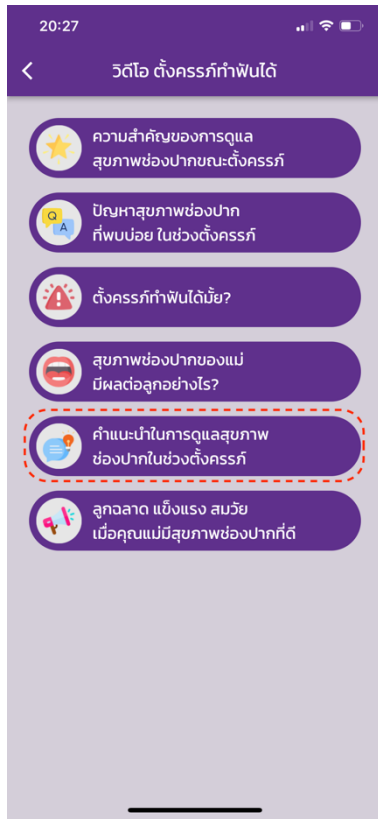 20:27
วิดีโอ ตั้งครรภ์ทำฟันได้
ความสำคัญของการดูแล
สุขภาพช่องปากขณะตั้งครรภ์
Q
A
ปัญหาสุขภาพช่องปาก
ที่พบบ่อย ในช่วงตั้งครรภ์
ตั้งครรภ์ทำฟันได้มั้ย?
สุขภาพช่องปากของแม่
มีผลต่อลูกอย่างไร?
คำแนะนำในการดูแลสุขภาพ
ช่องปากในช่วงตั้งครรภ์
ลูกฉลาด แข็งแรง สมวัย
เมื่อคุณแม่มีสุขภาพช่องปากที่ดี